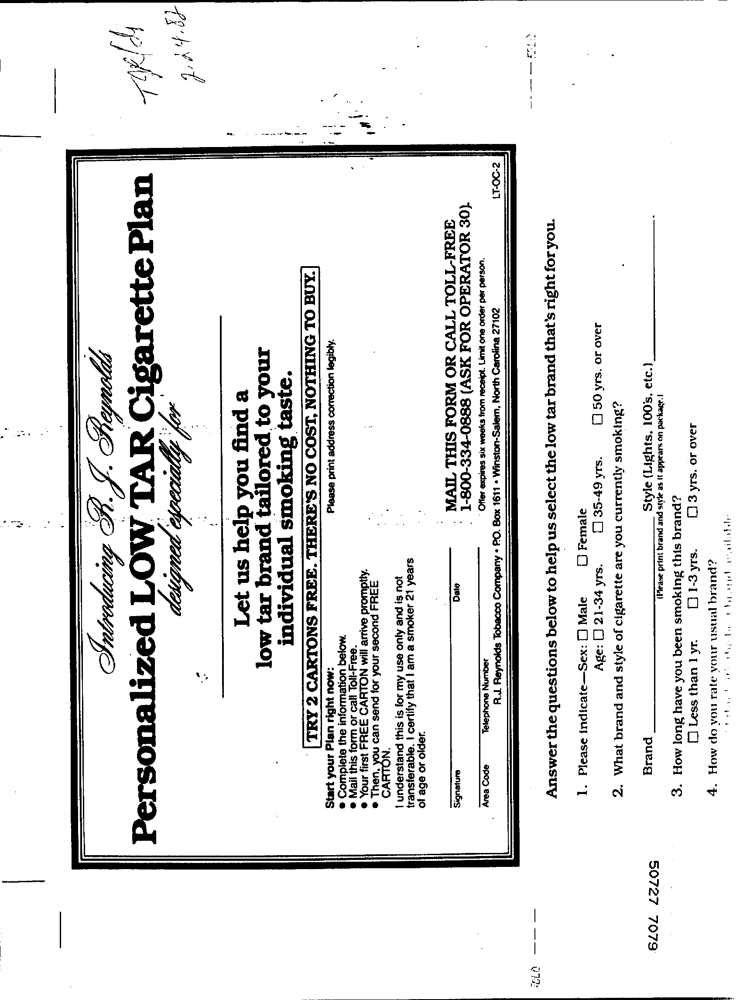 2.24.82
Introducing R. J. Reynolds
Personalized LOW TAR Cigarette Plan
designed especially for
Let us help you find a
low tar brand tailored to your
individual smoking taste.
TRY 2 CARTONS FREE. THERE'S NO COST, NOTHING TO BUY.
Start your Plan right now:
Please print address correction legibly.
• Complete the information below.
• Mail this form or call Toll-Free.
• Your first FREE CARTON will arrive promptly.
• Then, you can send for your second FREE
CARTON.
I understand this is for my use only and is not
transferable. I certify that I am a smoker 21 years
of age or older.
Signature Date
Area Code Telephone Number
MAIL THIS FORM OR CALL TOLL-FREE
1-800-334-0888 (ASK FOR OPERATOR 30).
Offer expires six weeks from receipt. Limit one order per person.
R.J. Reynolds Tobacco Company • P.O. Box 1611 • Winston-Salem, North Carolina 27102
LT-OC-2
FOLD
FOLD
Answer the questions below to help us select the low tar brand that's right for you.
1. Please indicate—Sex: ☐ Male ☐ Female
Age: ☐ 21-34 yrs. ☐ 35-49 yrs. ☐ 50 yrs. or over
2. What brand and style of cigarette are you currently smoking?
Brand Style (Lights, 100's, etc.)
(Please print brand and style as it appears on package.)
3. How long have you been smoking this brand?
☐ Less than 1 yr. ☐ 1-3 yrs. ☐ 3 yrs. or over
4. How do you rate your usual brand?
50727 7079